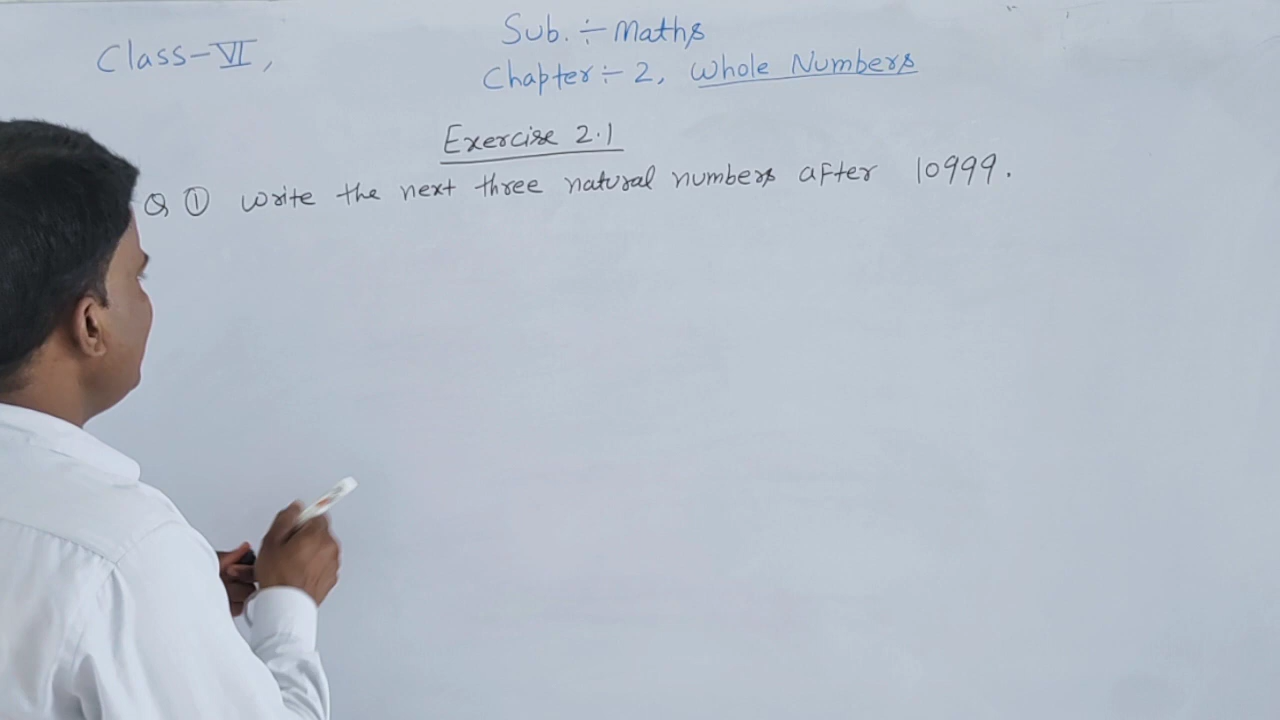 Class-VI,
Sub. ÷ Maths
Chapter ÷ 2, Whole Numbers
Exercise 2.1
Q ① Write the next three natural numbers after 10999.